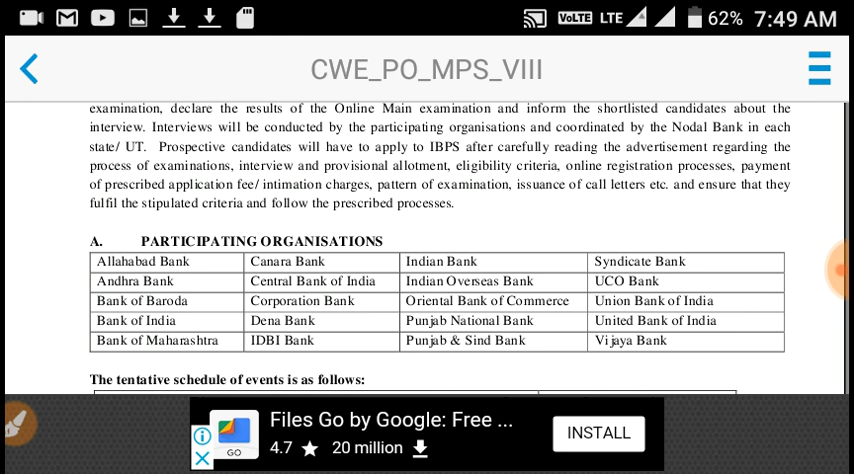 VoLTE LTE 62% 7:49 AM
CWE_PO_MPS_VIII
examination, declare the results of the Online Main examination and inform the shortlisted candidates about the
interview. Interviews will be conducted by the participating organisations and coordinated by the Nodal Bank in each
state/ UT. Prospective candidates will have to apply to IBPS after carefully reading the advertisement regarding the
process of examinations, interview and provisional allotment, eligibility criteria, online registration processes, payment
of prescribed application fee/ intimation charges, pattern of examination, issuance of call letters etc. and ensure that they
fulfil the stipulated criteria and follow the prescribed processes.
A. PARTICIPATING ORGANISATIONS
Allahabad Bank Canara Bank Indian Bank Syndicate Bank
Andhra Bank Central Bank of India Indian Overseas Bank UCO Bank
Bank of Baroda Corporation Bank Oriental Bank of Commerce Union Bank of India
Bank of India Dena Bank Punjab National Bank United Bank of India
Bank of Maharashtra IDBI Bank Punjab & Sind Bank Vijaya Bank
The tentative schedule of events is as follows:
Files Go by Google: Free ...
GO
4.7 ★ 20 million
INSTALL